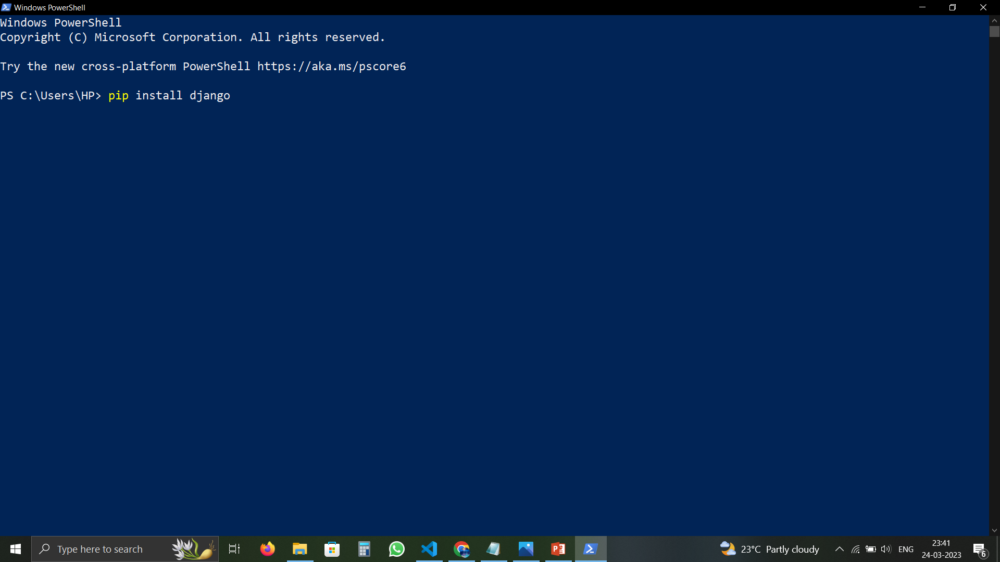 Windows PowerShell
Windows PowerShell
Copyright (C) Microsoft Corporation. All rights reserved.
Try the new cross-platform PowerShell https://aka.ms/pscore6
PS C:\Users\HP> pip install django
Type here to search
23°C Partly cloudy
ENG
23:41
24-03-2023
6